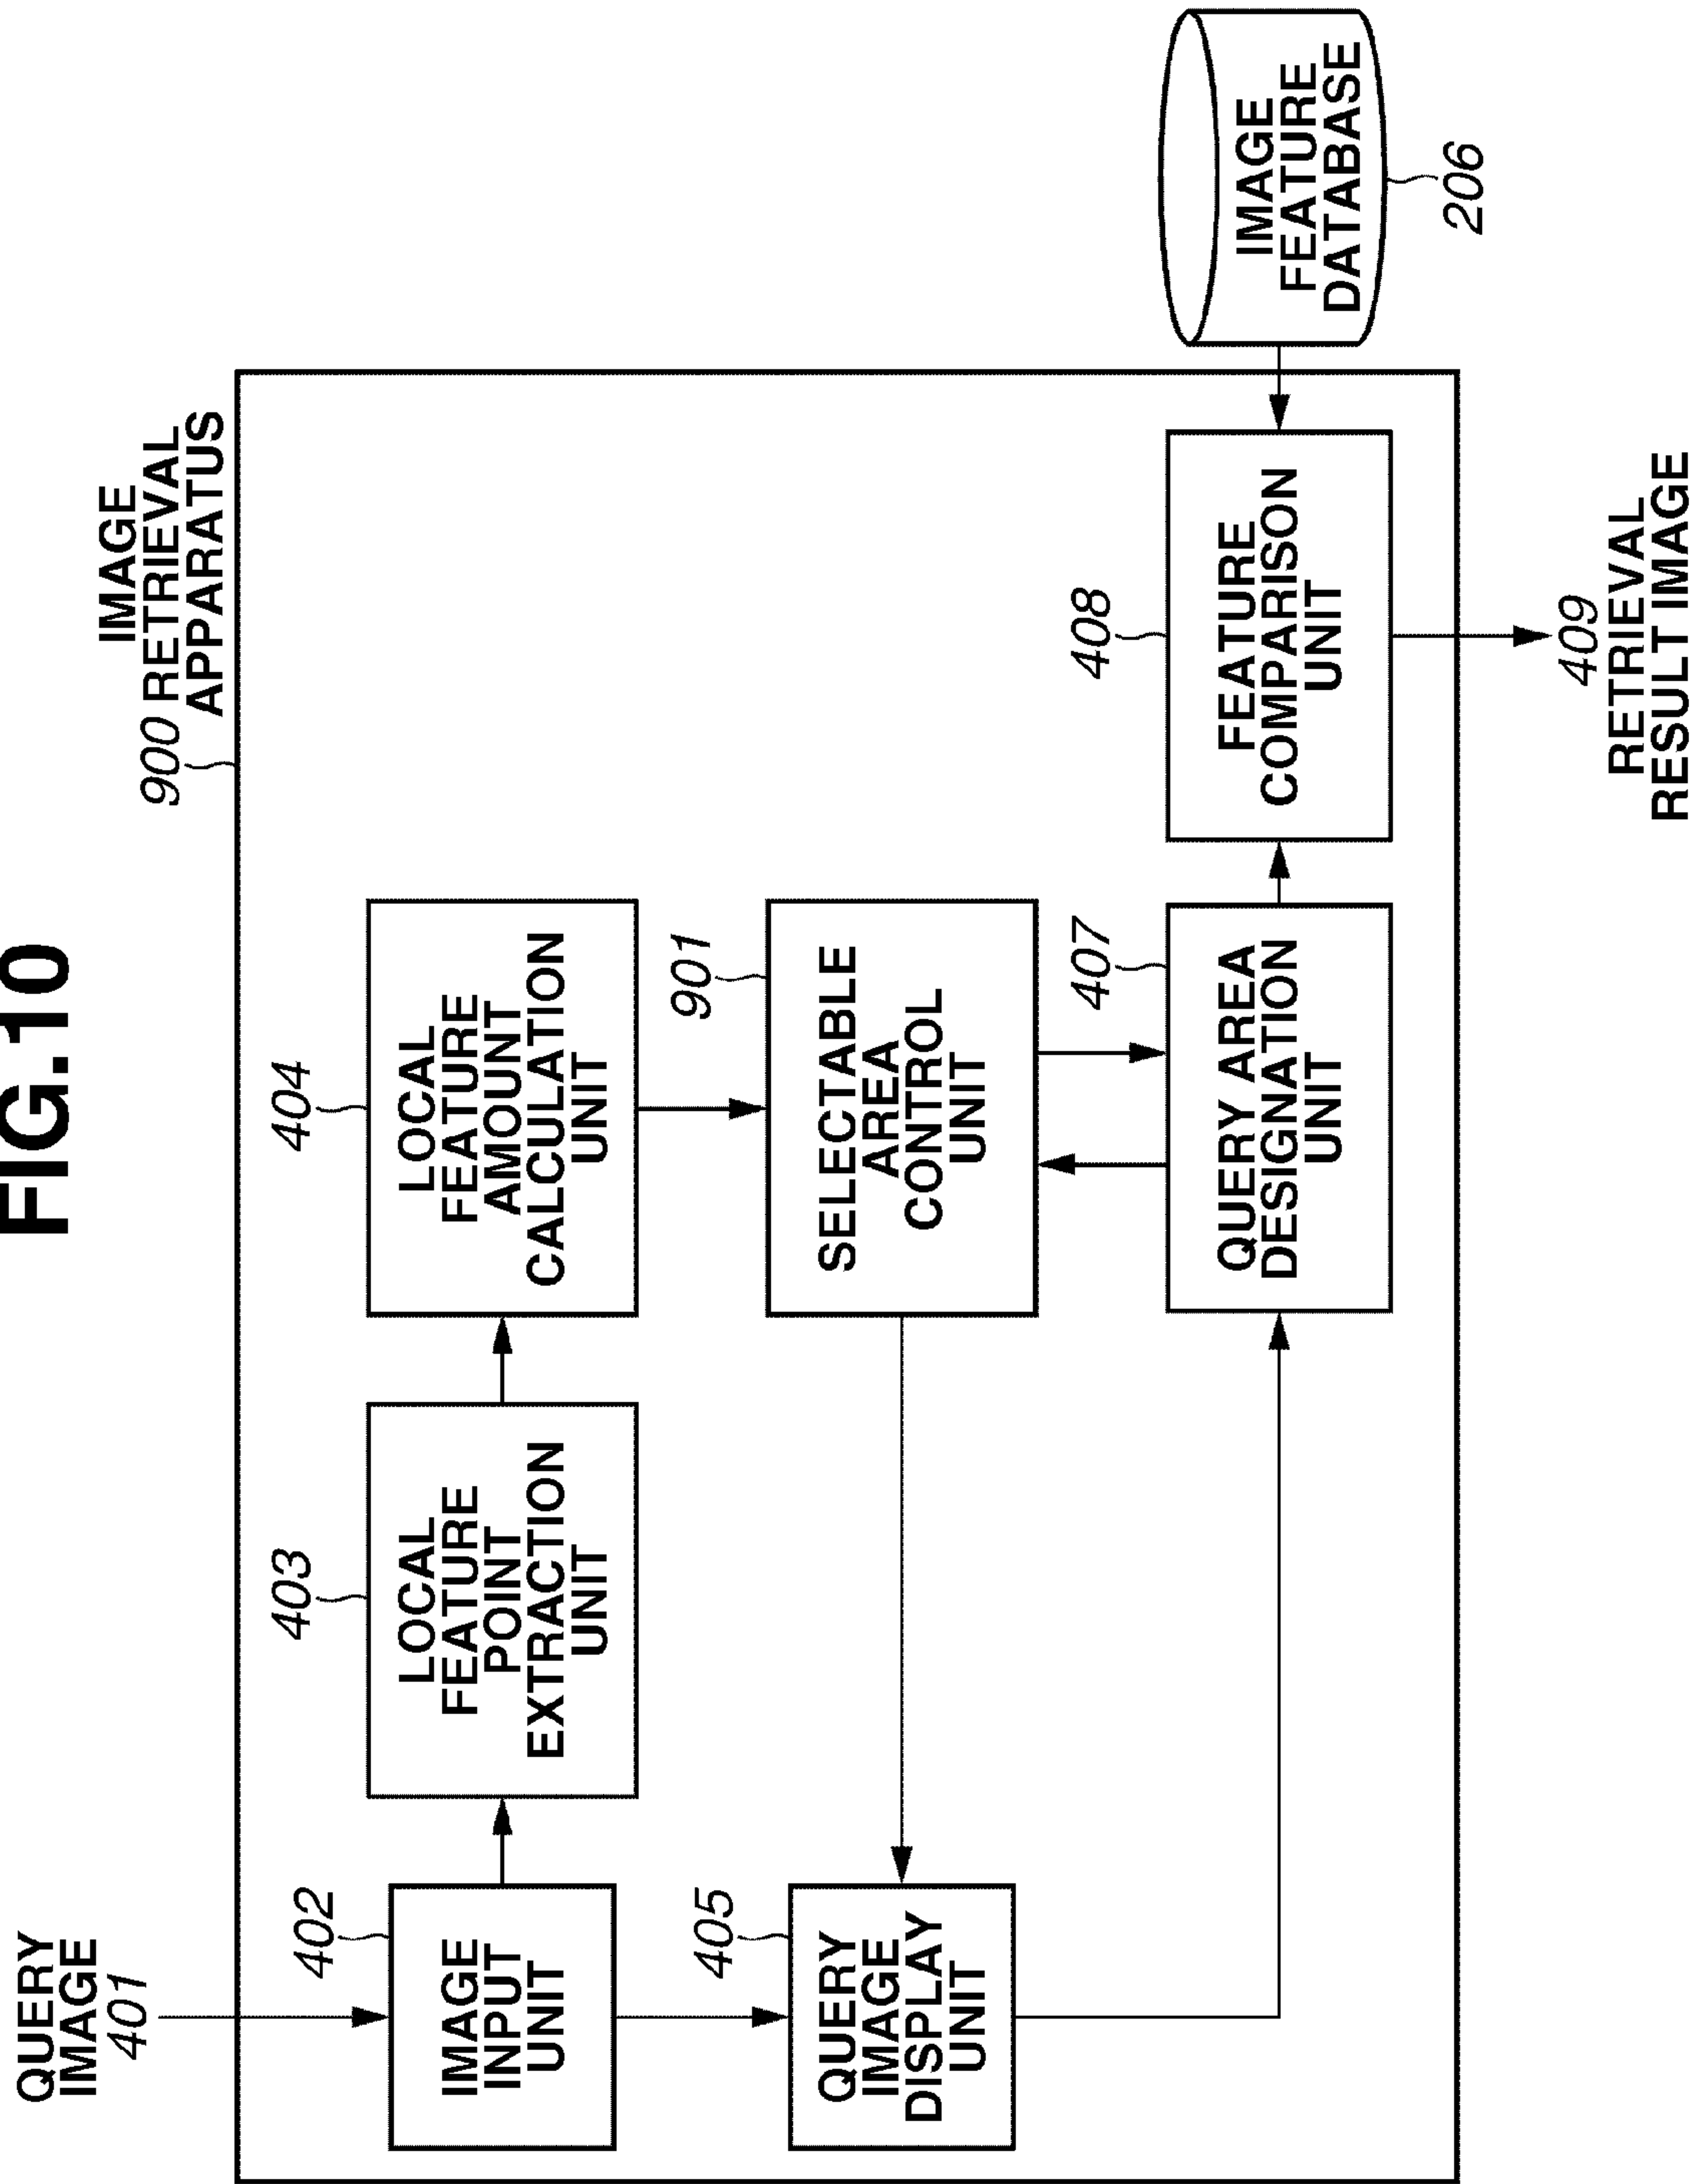 FIG.10
QUERY
IMAGE
401
IMAGE
900 RETRIEVAL
APPARATUS
402
IMAGE
INPUT
UNIT
403
LOCAL
FEATURE
POINT
EXTRACTION
UNIT
404
LOCAL
FEATURE
AMOUNT
CALCULATION
UNIT
405
QUERY
IMAGE
DISPLAY
UNIT
901
SELECTABLE
AREA
CONTROL
UNIT
407
QUERY AREA
DESIGNATION
UNIT
408
FEATURE
COMPARISON
UNIT
IMAGE
FEATURE
DATABASE
206
409
RETRIEVAL
RESULT IMAGE